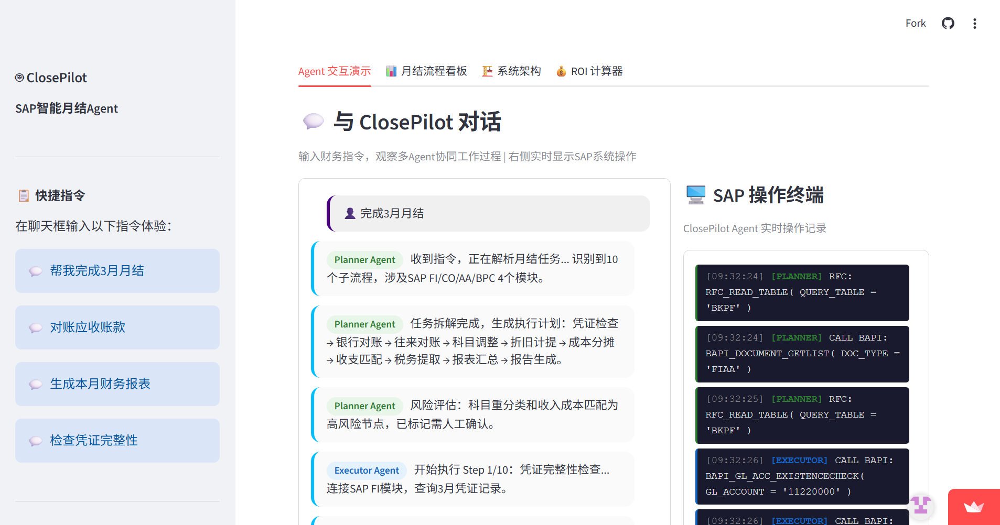 Fork
ClosePilot
SAP智能月结Agent
快捷指令
在聊天框输入以下指令体验：
帮我完成3月月结
对账应收账款
生成本月财务报表
检查凭证完整性
Agent 交互演示
月结流程看板
系统架构
ROI 计算器
与 ClosePilot 对话
输入财务指令，观察多Agent协同工作过程 | 右侧实时显示SAP系统操作
完成3月月结
Planner Agent 收到指令，正在解析月结任务... 识别到10
个子流程，涉及SAP FI/CO/AA/BPC 4个模块。
Planner Agent 任务拆解完成，生成执行计划：凭证检查
→ 银行对账 → 往来对账 → 科目调整 → 折旧计提 → 成本分摊
→ 收支匹配 → 税务提取 → 报表汇总 → 报告生成。
Planner Agent 风险评估：科目重分类和收入成本匹配为
高风险节点，已标记需人工确认。
Executor Agent 开始执行 Step 1/10：凭证完整性检查...
连接SAP FI模块，查询3月凭证记录。
SAP 操作终端
ClosePilot Agent 实时操作记录
[09:32:24] [PLANNER] RFC:
RFC_READ_TABLE( QUERY_TABLE =
'BKPF' )
[09:32:24] [PLANNER] CALL BAPI:
BAPI_DOCUMENT_GETLIST( DOC_TYPE =
'FIAA' )
[09:32:25] [PLANNER] RFC:
RFC_READ_TABLE( QUERY_TABLE =
'BKPF' )
[09:32:26] [EXECUTOR] CALL BAPI:
BAPI_GL_ACC_EXISTENCECHECK(
GL_ACCOUNT = '11220000' )
[09:32:26] [EXECUTOR] CALL BAPI: